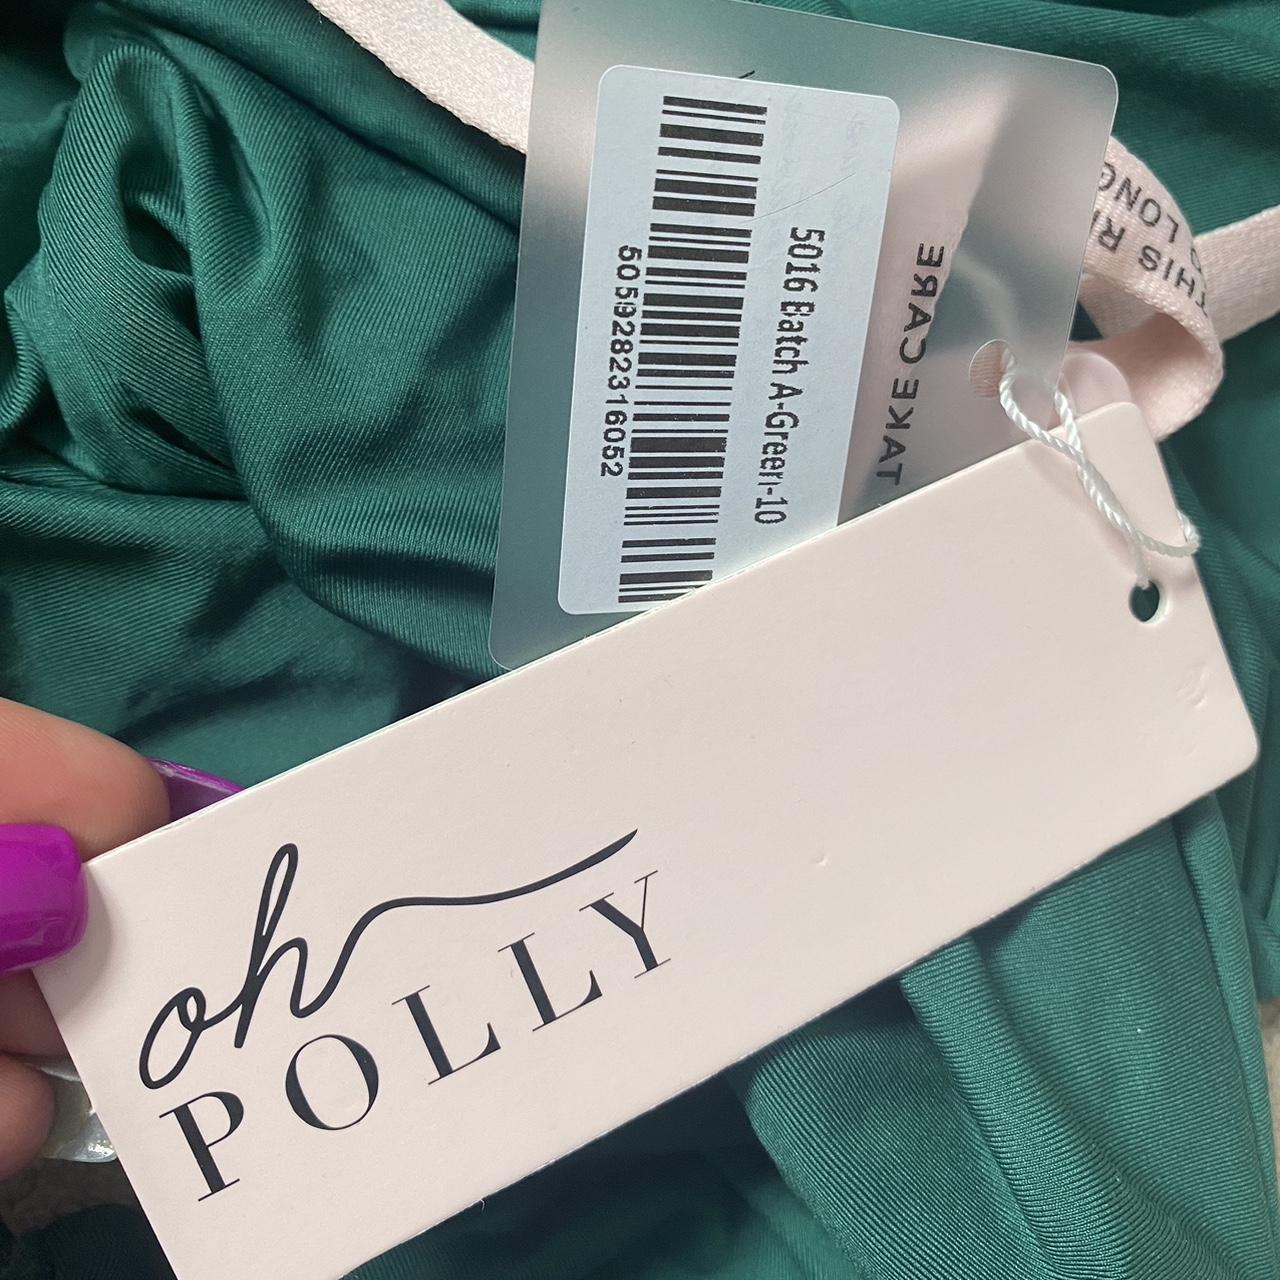 5016 Batch A-Green-10
5059282316052
TAKE CARE
THIS
LONG
oh
POLLY